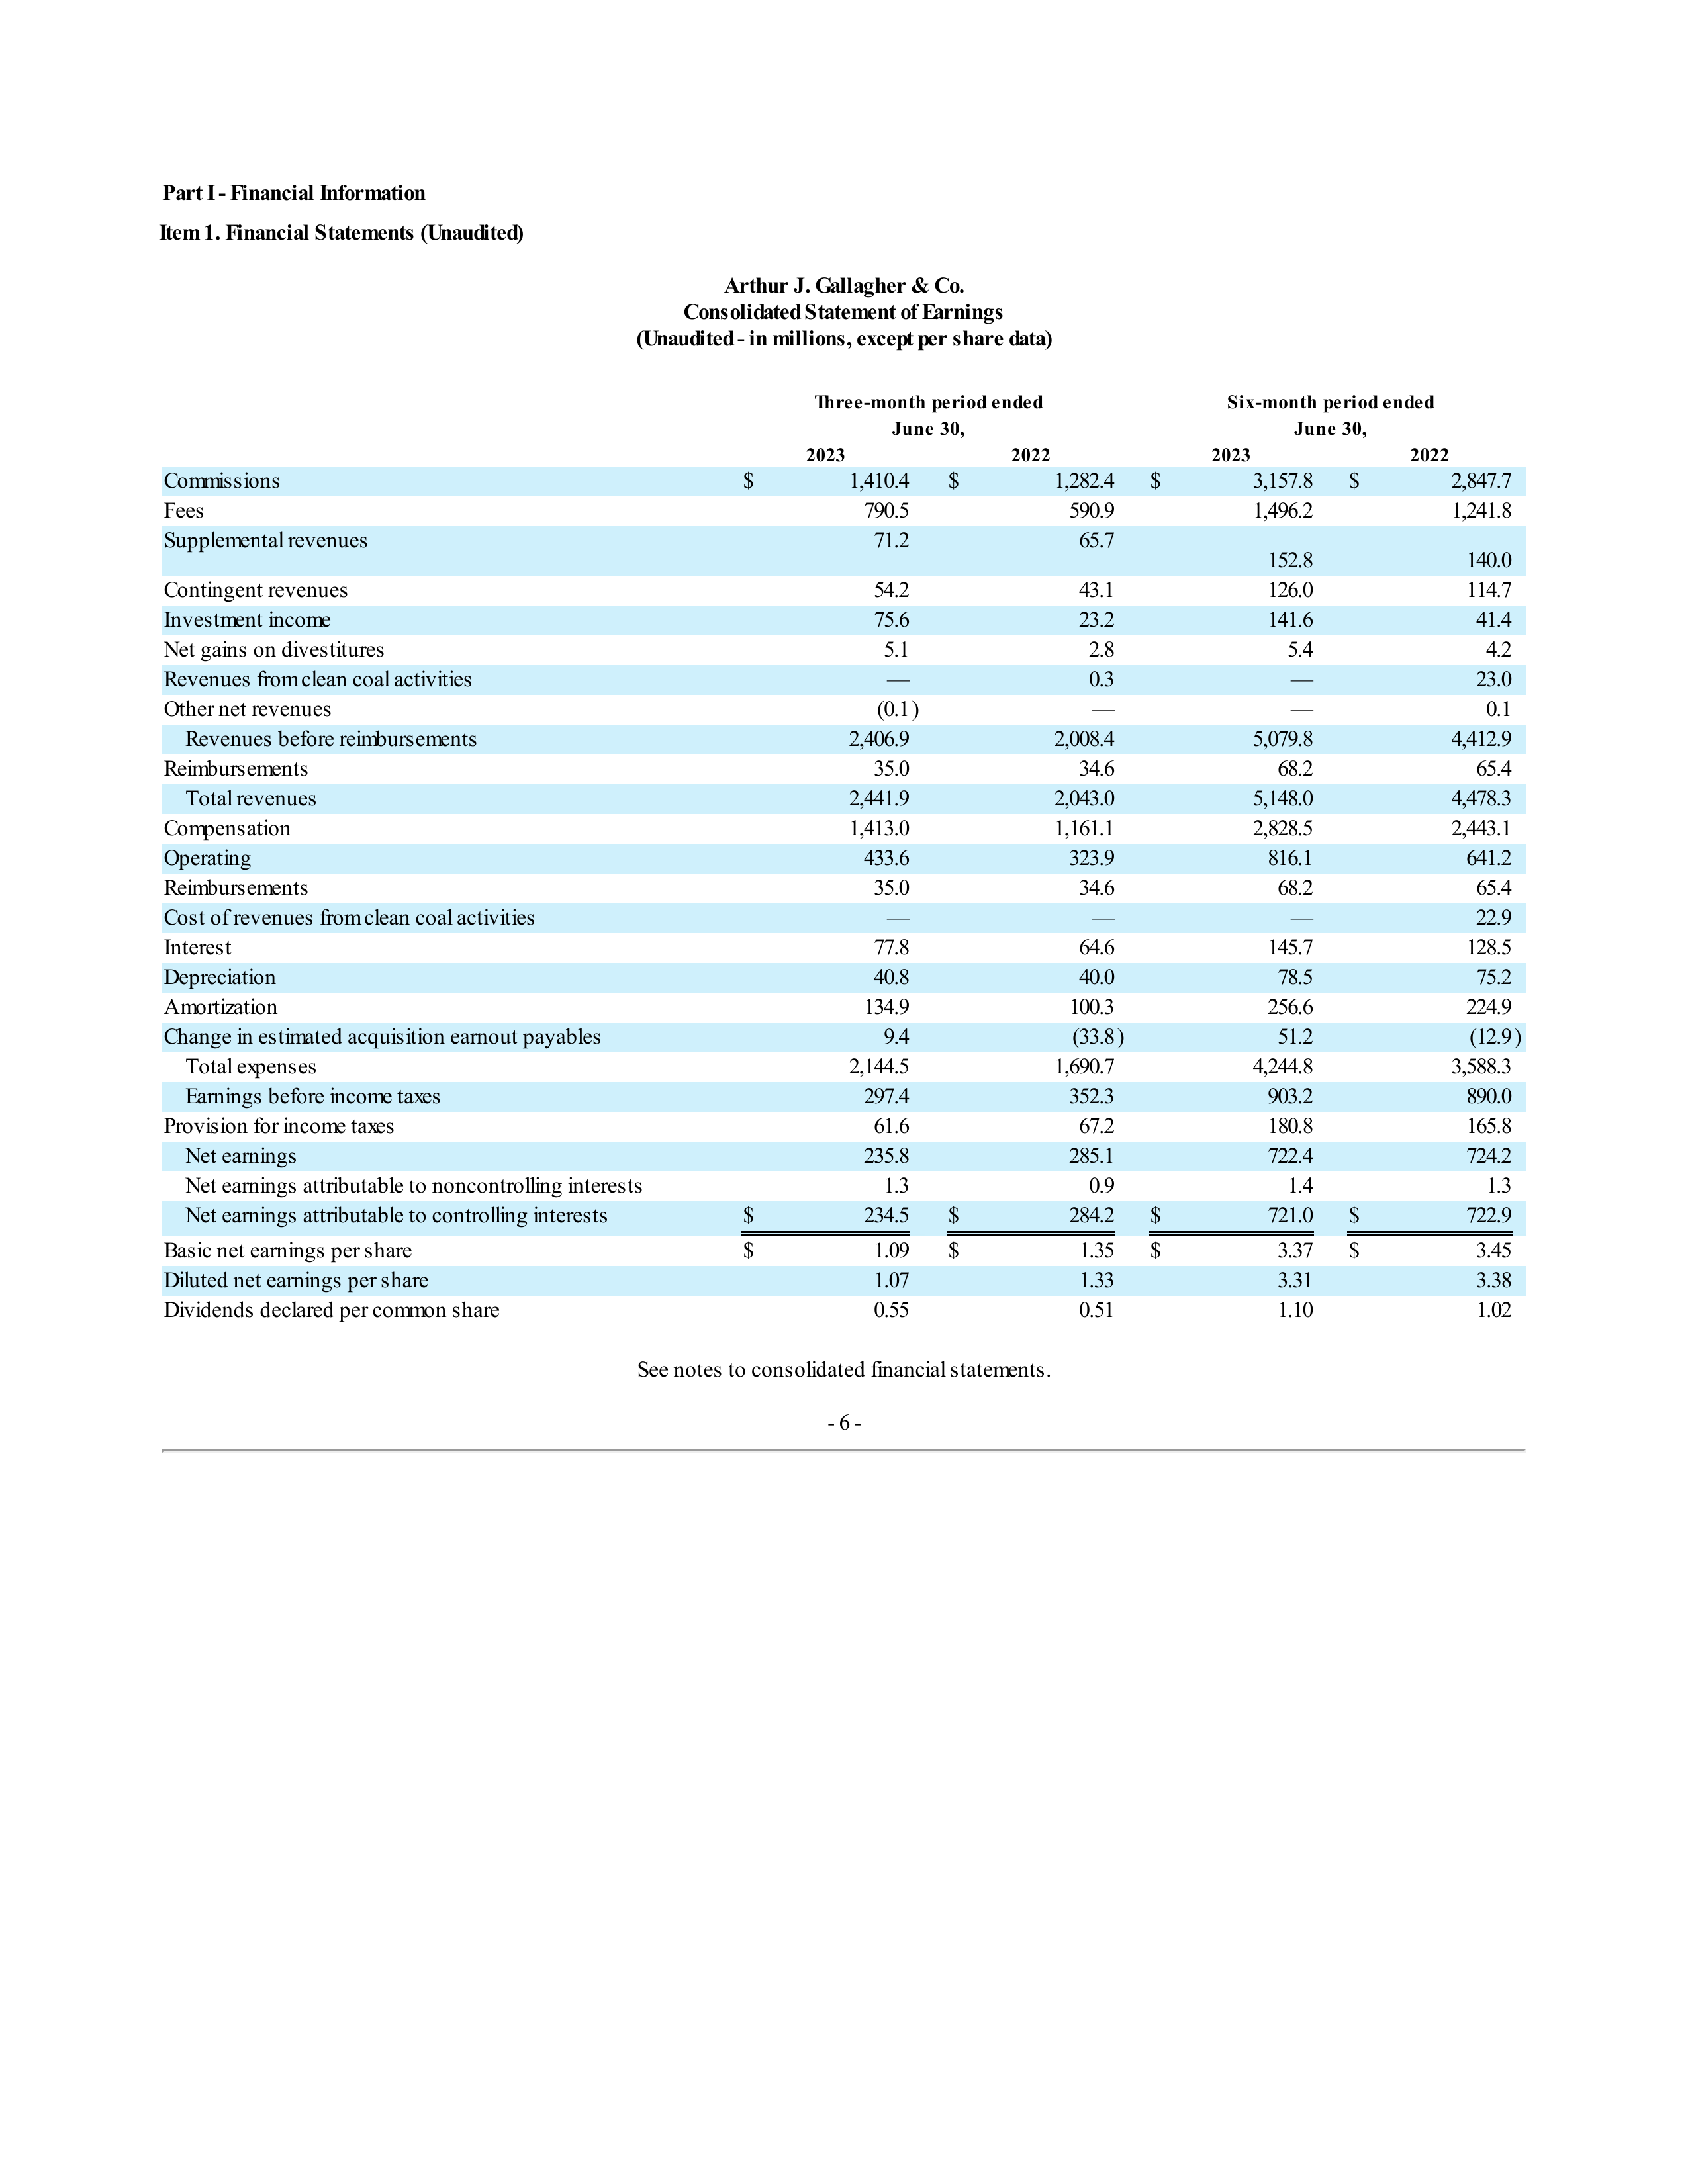 Part I - Financial Information
Item 1. Financial Statements (Unaudited)
Arthur J. Gallagher & Co.
Consolidated Statement of Earnings
(Unaudited - in millions, except per share data)
Three-month period ended Six-month period ended
June 30, June 30,
2023 2022 2023 2022
Commissions $ 1,410.4 $ 1,282.4 $ 3,157.8 $ 2,847.7
Fees 790.5 590.9 1,496.2 1,241.8
Supplemental revenues 71.2 65.7 152.8 140.0
Contingent revenues 54.2 43.1 126.0 114.7
Investment income 75.6 23.2 141.6 41.4
Net gains on divestitures 5.1 2.8 5.4 4.2
Revenues from clean coal activities — 0.3 — 23.0
Other net revenues (0.1) — — 0.1
Revenues before reimbursements 2,406.9 2,008.4 5,079.8 4,412.9
Reimbursements 35.0 34.6 68.2 65.4
Total revenues 2,441.9 2,043.0 5,148.0 4,478.3
Compensation 1,413.0 1,161.1 2,828.5 2,443.1
Operating 433.6 323.9 816.1 641.2
Reimbursements 35.0 34.6 68.2 65.4
Cost of revenues from clean coal activities — — — 22.9
Interest 77.8 64.6 145.7 128.5
Depreciation 40.8 40.0 78.5 75.2
Amortization 134.9 100.3 256.6 224.9
Change in estimated acquisition earnout payables 9.4 (33.8) 51.2 (12.9)
Total expenses 2,144.5 1,690.7 4,244.8 3,588.3
Earnings before income taxes 297.4 352.3 903.2 890.0
Provision for income taxes 61.6 67.2 180.8 165.8
Net earnings 235.8 285.1 722.4 724.2
Net earnings attributable to noncontrolling interests 1.3 0.9 1.4 1.3
Net earnings attributable to controlling interests $ 234.5 $ 284.2 $ 721.0 $ 722.9
Basic net earnings per share $ 1.09 $ 1.35 $ 3.37 $ 3.45
Diluted net earnings per share 1.07 1.33 3.31 3.38
Dividends declared per common share 0.55 0.51 1.10 1.02
See notes to consolidated financial statements.
- 6 -